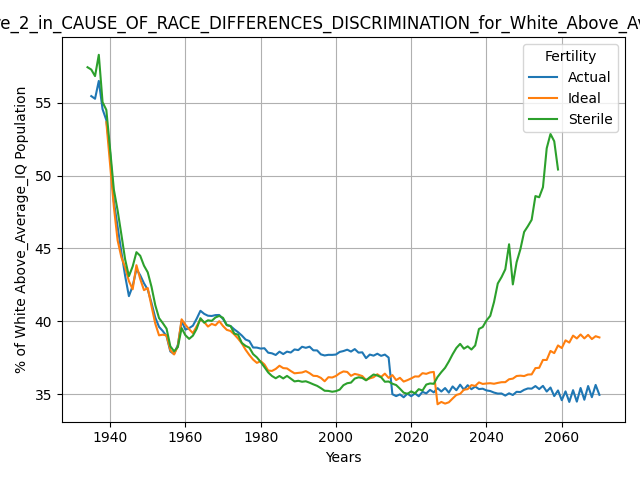 e_2_in_CAUSE_OF_RACE_DIFFERENCES_DISCRIMINATION_for_White_Above_A
Fertility
Actual
Ideal
Sterile
% of White Above_Average_IQ Population
55
50
45
40
35
1940
1960
1980
2000
2020
2040
2060
Years